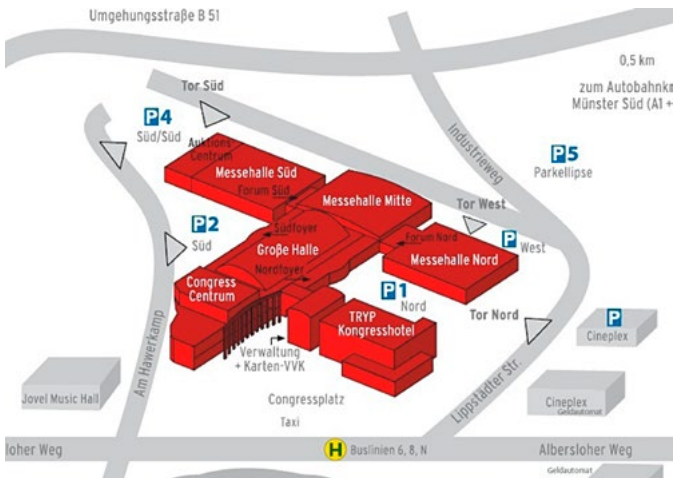 Umgehungsstraße B 51
0,5 km
zum Autobahnk
Münster Süd (A1 +
Tor Süd
P4
Süd/Süd
Auktions-
Centrum
Messehalle Süd
Industrieweg
P5
Parkellipse
Forum Süd
Messehalle Mitte
Tor West
P2
Süd
Südfoyer
Große Halle
Forum Nord
P
West
Messehalle Nord
Nordfoyer
Congress
Centrum
P1
Nord
TRYP
Kongresshotel
Tor Nord
P
Cineplex
Am Hawerkamp
Verwaltung
+ Karten-VVK
Lippstädter Str.
Jovel Music Hall
Congressplatz
Taxi
Cineplex
Geldautomat
loher Weg
H
Buslinien 6, 8, N
Albersloher Weg
Geldautomat